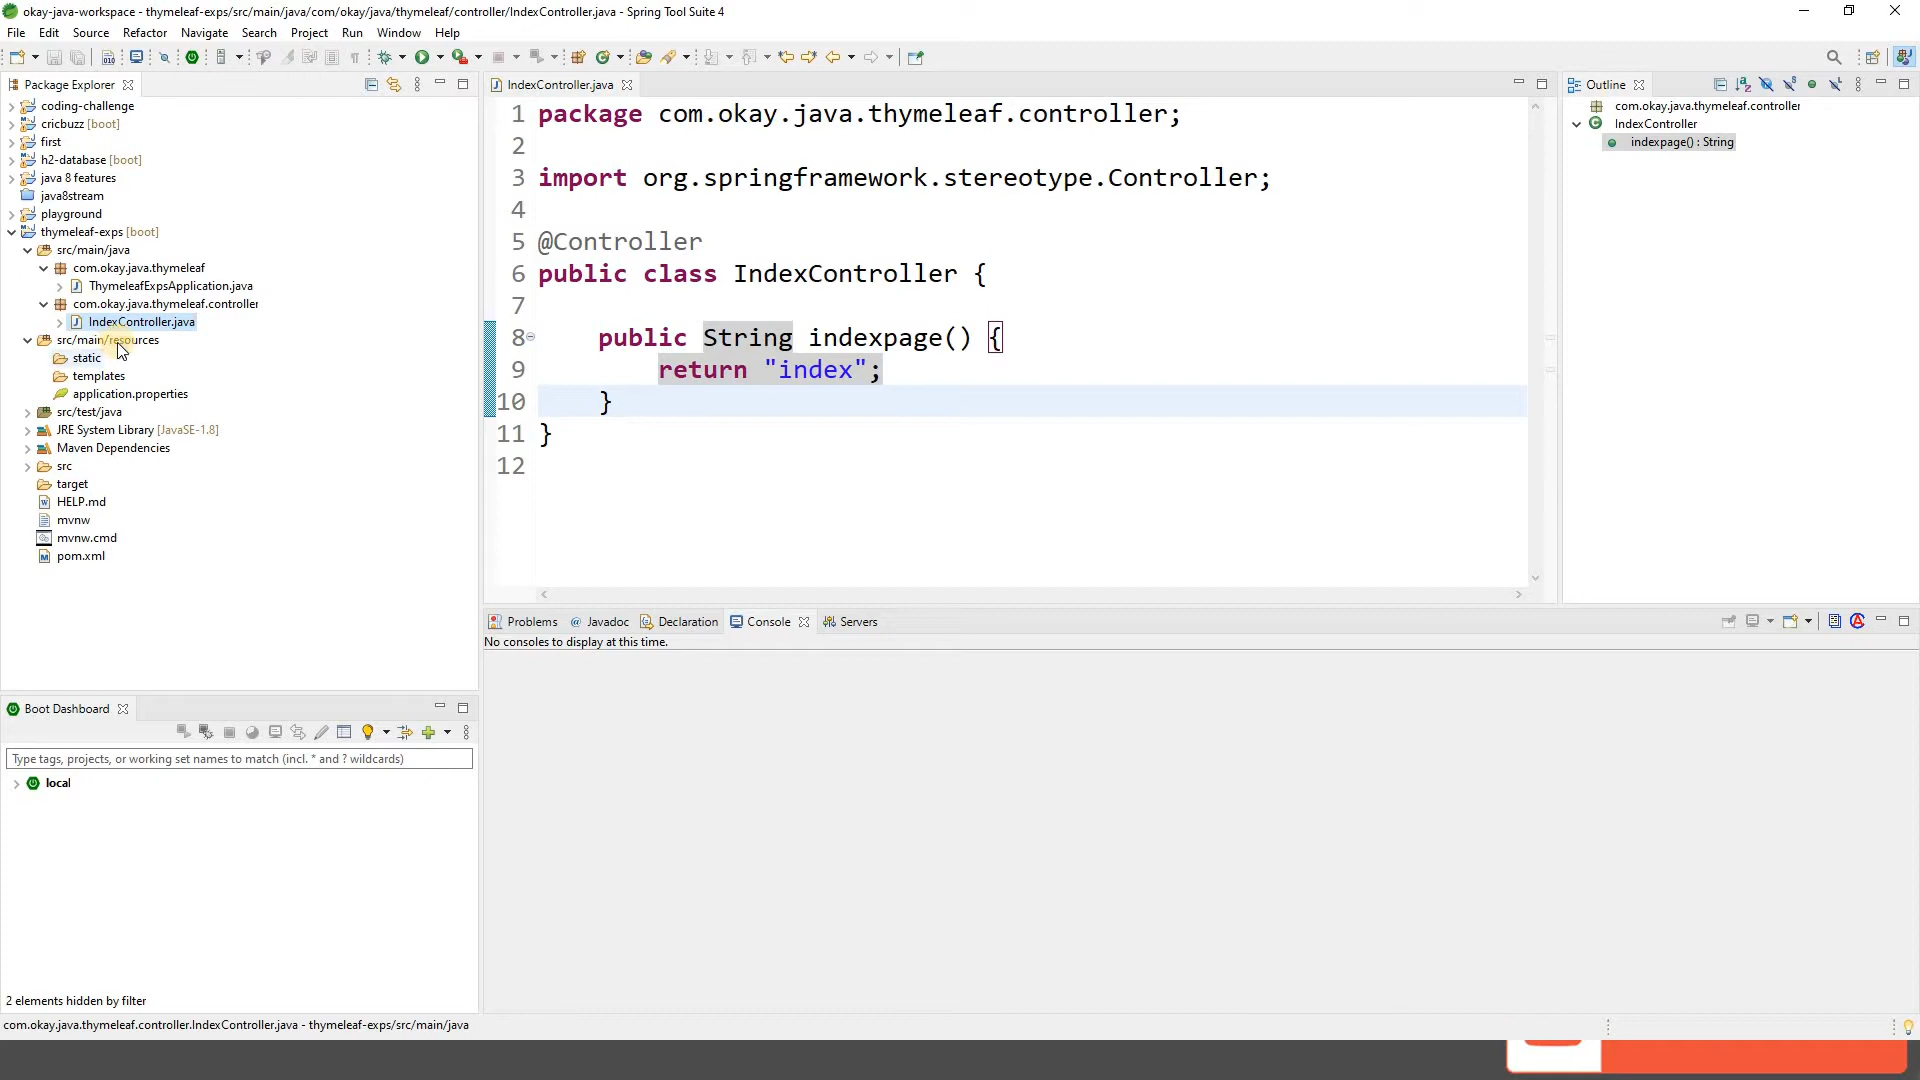 okay-java-workspace - thymeleaf-exps/src/main/java/com/okay/java/thymeleaf/controller/IndexController.java - Spring Tool Suite 4
File Edit Source Refactor Navigate Search Project Run Window Help
Package Explorer
coding-challenge
cricbuzz [boot]
first
h2-database [boot]
java 8 features
java8stream
playground
thymeleaf-exps [boot]
src/main/java
com.okay.java.thymeleaf
ThymeleafExpsApplication.java
com.okay.java.thymeleaf.controller
IndexController.java
src/main/resources
static
templates
application.properties
src/test/java
JRE System Library [JavaSE-1.8]
Maven Dependencies
src
target
HELP.md
mvnw
mvnw.cmd
pom.xml
IndexController.java
1 package com.okay.java.thymeleaf.controller;
2
3 import org.springframework.stereotype.Controller;
4
5 @Controller
6 public class IndexController {
7
8 public String indexpage() {
9 return "index";
10 }
11 }
12
Outline
com.okay.java.thymeleaf.controller
IndexController
indexpage() : String
Problems Javadoc Declaration Console Servers
No consoles to display at this time.
Boot Dashboard
Type tags, projects, or working set names to match (incl. * and ? wildcards)
local
2 elements hidden by filter
com.okay.java.thymeleaf.controller.IndexController.java - thymeleaf-exps/src/main/java